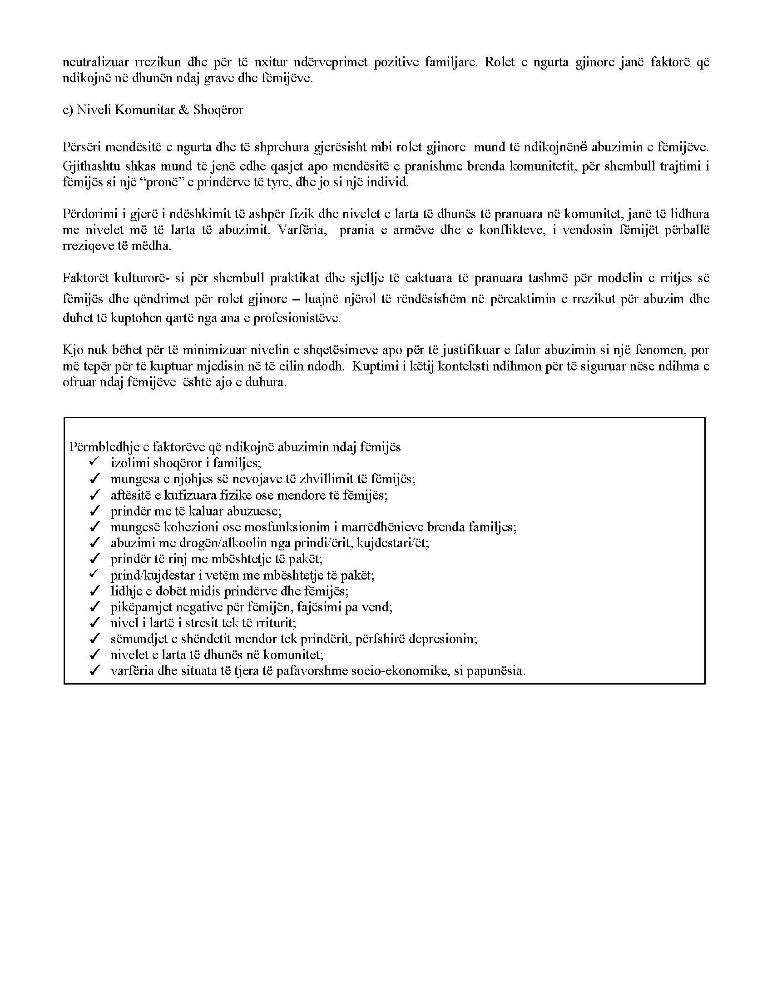 neutralizuar rrezikun dhe për të nxitur ndërveprimet pozitive familjare. Rolet e ngurta gjinore janë faktorë që
ndikojnë në dhunën ndaj grave dhe fëmijëve.
c) Niveli Komunitar & Shoqëror
Përsëri mendësitë e ngurta dhe të shprehura gjerësisht mbi rolet gjinore  mund të ndikojnënë abuzimin e fëmijëve.
Gjithashtu shkas mund të jenë edhe qasjet apo mendësitë e pranishme brenda komunitetit, për shembull trajtimi i
fëmijës si një “pronë” e prindërve të tyre, dhe jo si një individ.
Përdorimi i gjerë i ndëshkimit të ashpër fizik dhe nivelet e larta të dhunës të pranuara në komunitet, janë të lidhura
me nivelet më të larta të abuzimit. Varfëria,  prania e armëve dhe e konflikteve, i vendosin fëmijët përballë
rreziqeve të mëdha.
Faktorët kulturorë- si për shembull praktikat dhe sjellje të caktuara të pranuara tashmë për modelin e rritjes së
fëmijës dhe qëndrimet për rolet gjinore – luajnë njërol të rëndësishëm në përcaktimin e rrezikut për abuzim dhe
duhet të kuptohen qartë nga ana e profesionistëve.
Kjo nuk bëhet për të minimizuar nivelin e shqetësimeve apo për të justifikuar e falur abuzimin si një fenomen, por
më tepër për të kuptuar mjedisin në të cilin ndodh.  Kuptimi i këtij konteksti ndihmon për të siguruar nëse ndihma e
ofruar ndaj fëmijëve  është ajo e duhura.
Përmbledhje e faktorëve që ndikojnë abuzimin ndaj fëmijës
✓ izolimi shoqëror i familjes;
✓ mungesa e njohjes së nevojave të zhvillimit të fëmijës;
✓ aftësitë e kufizuara fizike ose mendore të fëmijës;
✓ prindër me të kaluar abuzuese;
✓ mungesë kohezioni ose mosfunksionim i marrëdhënieve brenda familjes;
✓ abuzimi me drogën/alkoolin nga prindi/ërit, kujdestari/ët;
✓ prindër të rinj me mbështetje të pakët;
✓ prind/kujdestar i vetëm me mbështetje të pakët;
✓ lidhje e dobët midis prindërve dhe fëmijës;
✓ pikëpamjet negative për fëmijën, fajësimi pa vend;
✓ nivel i lartë i stresit tek të rriturit;
✓ sëmundjet e shëndetit mendor tek prindërit, përfshirë depresionin;
✓ nivelet e larta të dhunës në komunitet;
✓ varfëria dhe situata të tjera të pafavorshme socio-ekonomike, si papunësia.